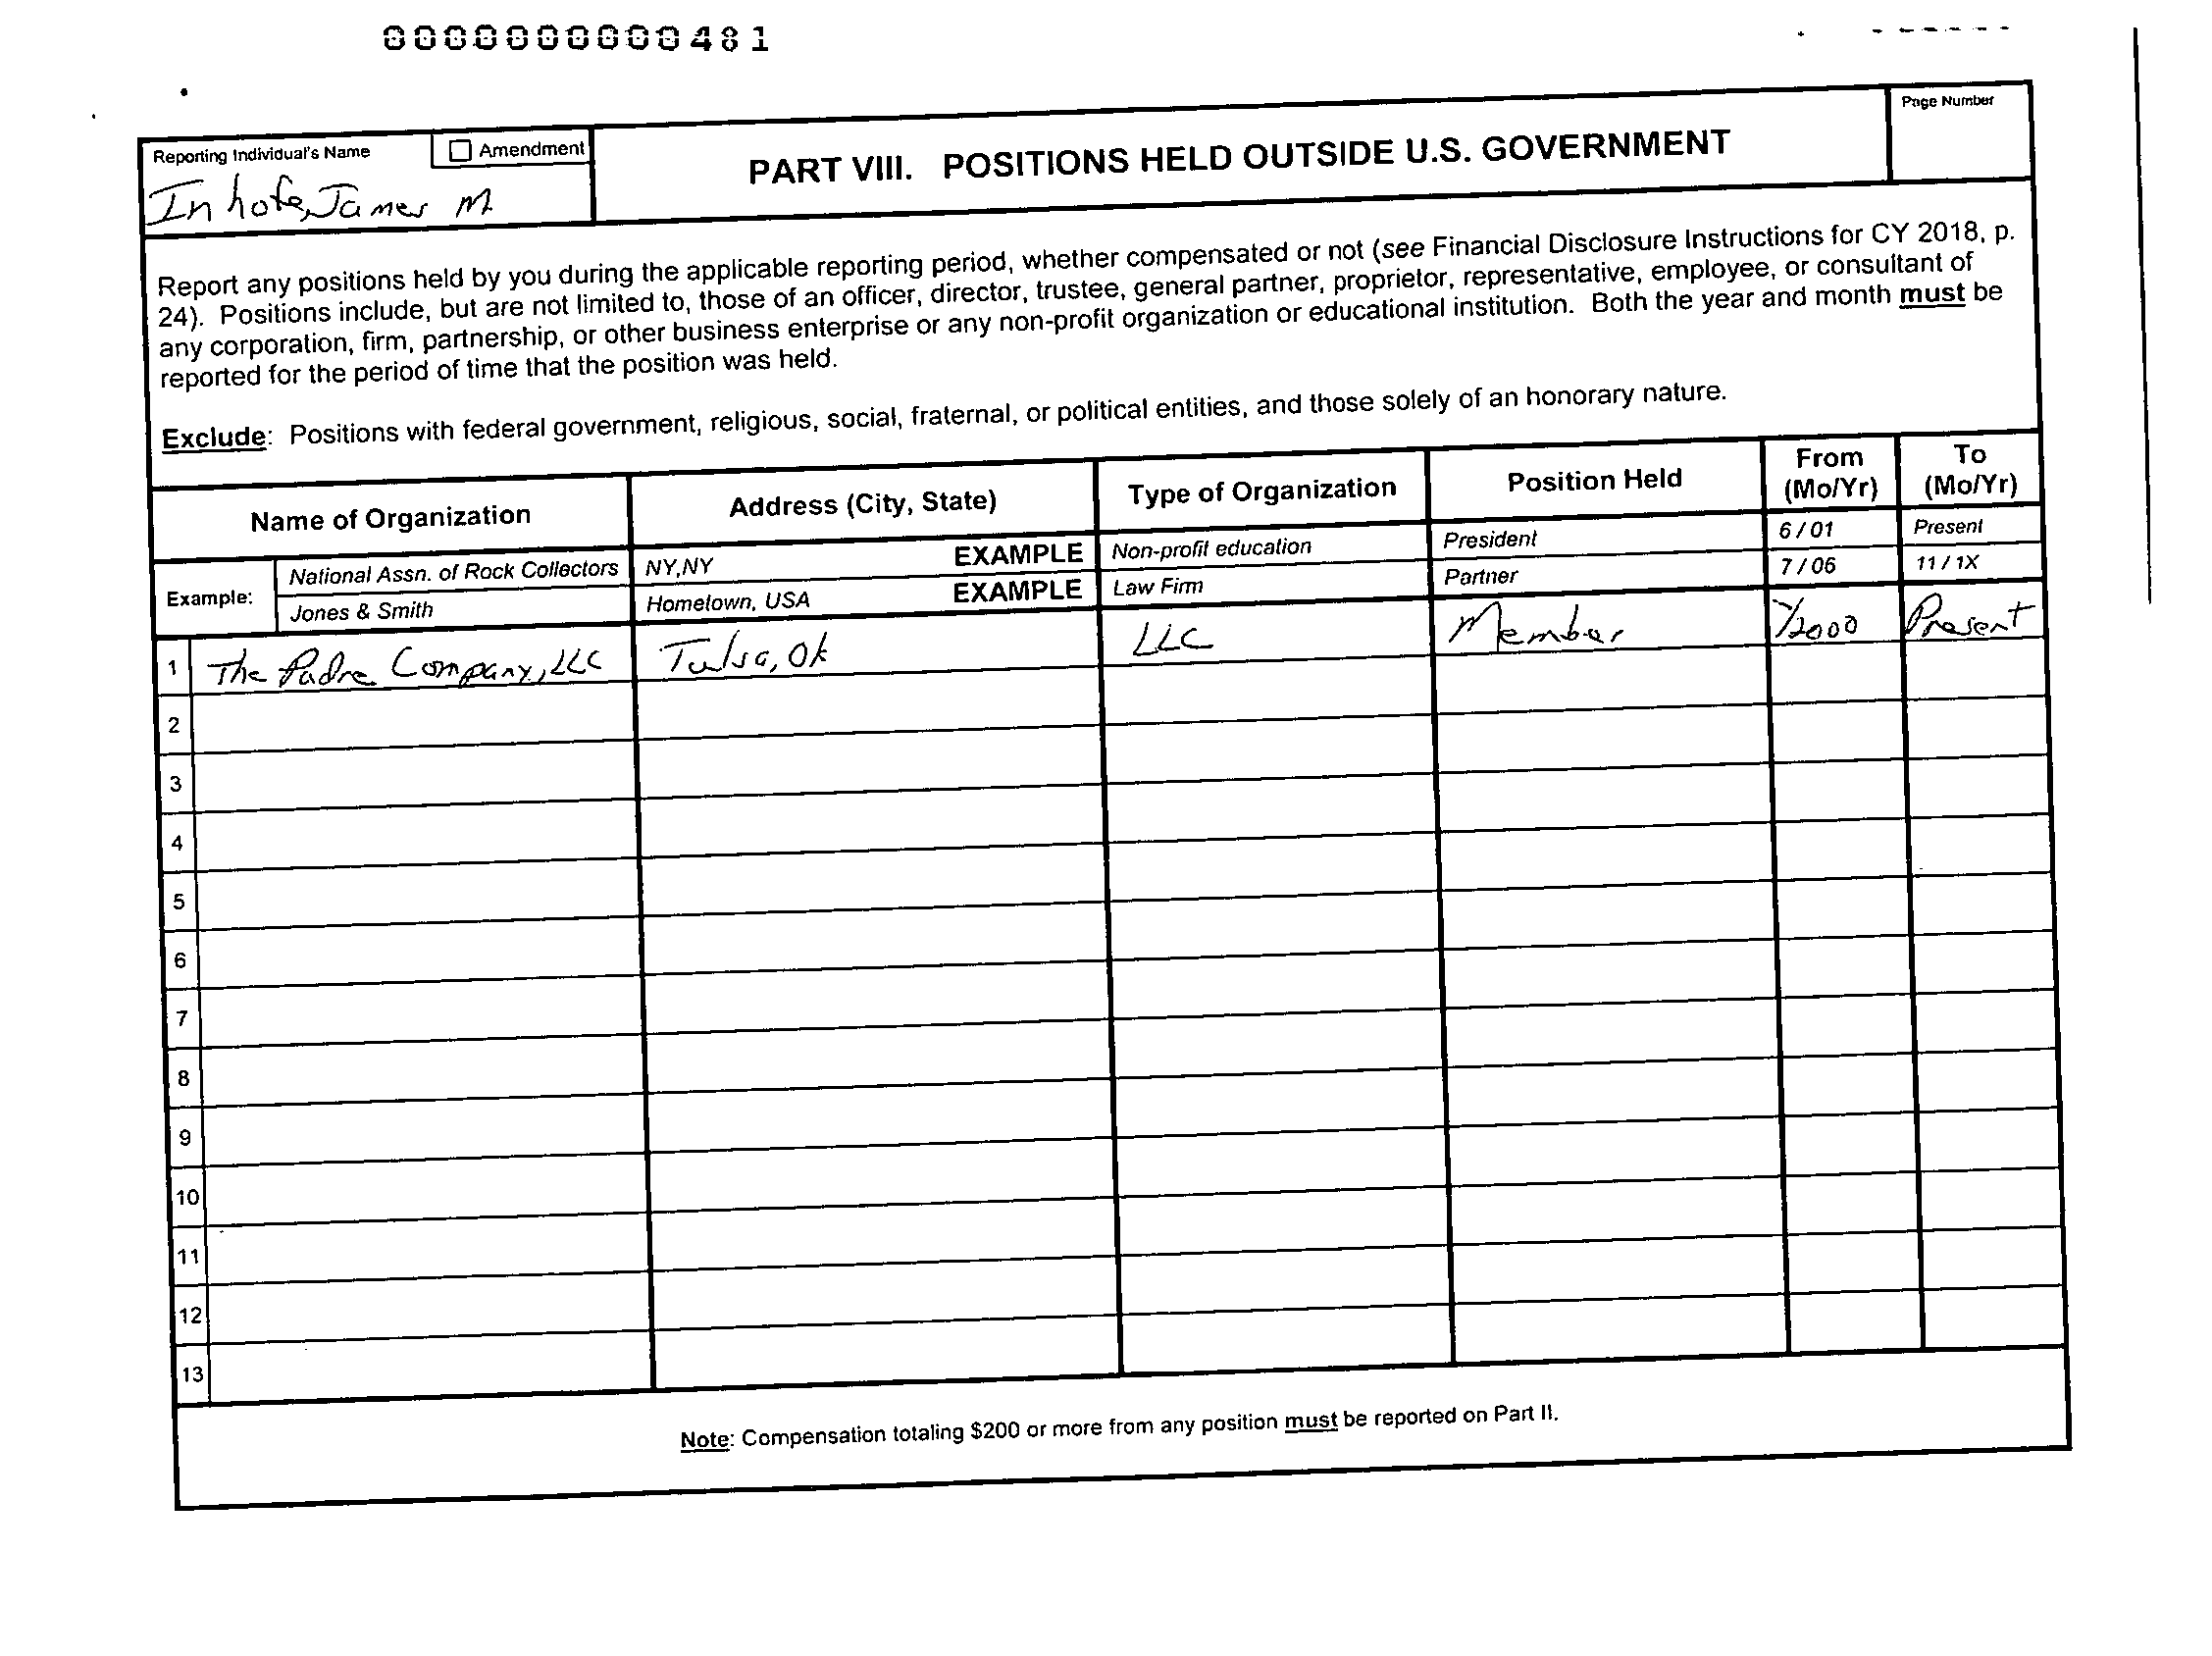 0000000000481
Reporting Individual's Name
Amendment
Inhofe, James M.
PART VIII. POSITIONS HELD OUTSIDE U.S. GOVERNMENT
Page Number
Report any positions held by you during the applicable reporting period, whether compensated or not (see Financial Disclosure Instructions for CY 2018, p.
24). Positions include, but are not limited to, those of an officer, director, trustee, general partner, proprietor, representative, employee, or consultant of
any corporation, firm, partnership, or other business enterprise or any non-profit organization or educational institution. Both the year and month must be
reported for the period of time that the position was held.
Exclude: Positions with federal government, religious, social, fraternal, or political entities, and those solely of an honorary nature.
Name of Organization Address (City, State) Type of Organization Position Held From (Mo/Yr) To (Mo/Yr)
Example: National Assn. of Rock Collectors NY,NY EXAMPLE Non-profit education President 6 / 01 Present
Jones & Smith Hometown, USA EXAMPLE Law Firm Partner 7 / 06 11 / 1X
1 The Padre Company, LLC Tulsa, Ok LLC Member 7/2000 Present
2
3
4
5
6
7
8
9
10
11
12
13
Note: Compensation totaling $200 or more from any position must be reported on Part II.